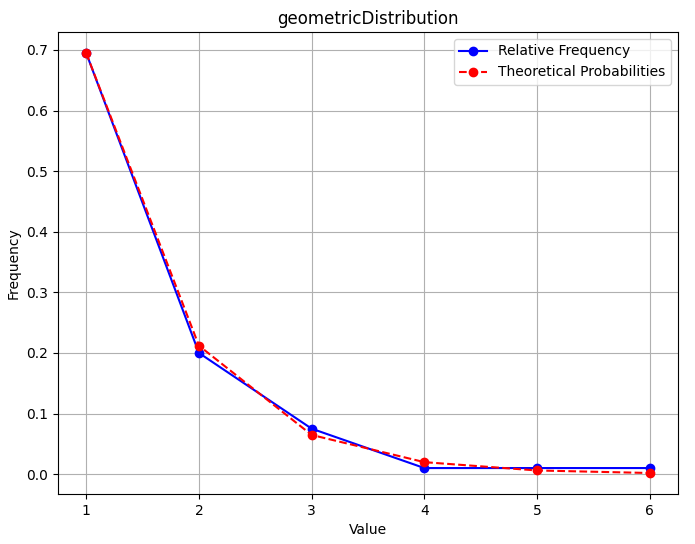 geometricDistribution
Relative Frequency
Theoretical Probabilities
Frequency
0.7
0.6
0.5
0.4
0.3
0.2
0.1
0.0
1 2 3 4 5 6
Value